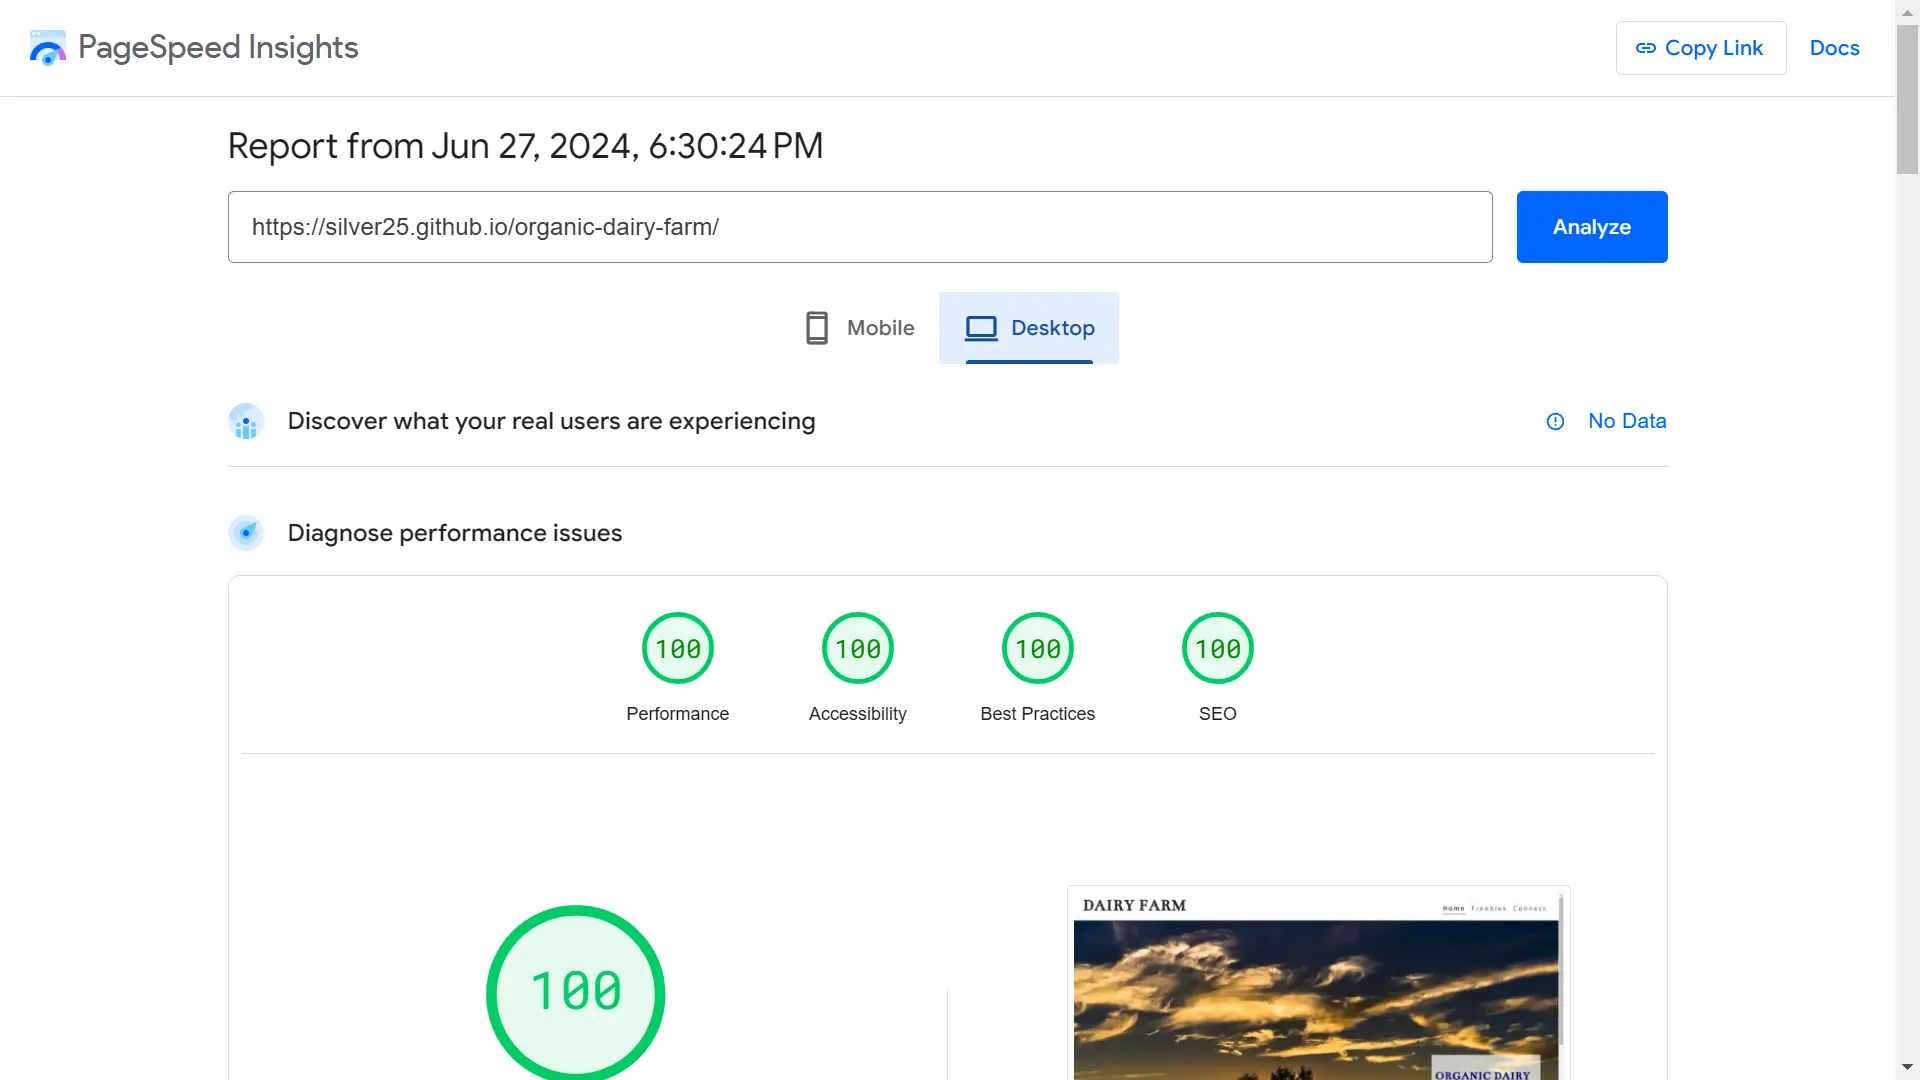 PageSpeed Insights
Copy Link
Docs
Report from Jun 27, 2024, 6:30:24 PM
https://silver25.github.io/organic-dairy-farm/
Analyze
Mobile
Desktop
Discover what your real users are experiencing
No Data
Diagnose performance issues
100
100
100
100
Performance
Accessibility
Best Practices
SEO
100
DAIRY FARM
Home Freebies Connect
ORGANIC DAIRY